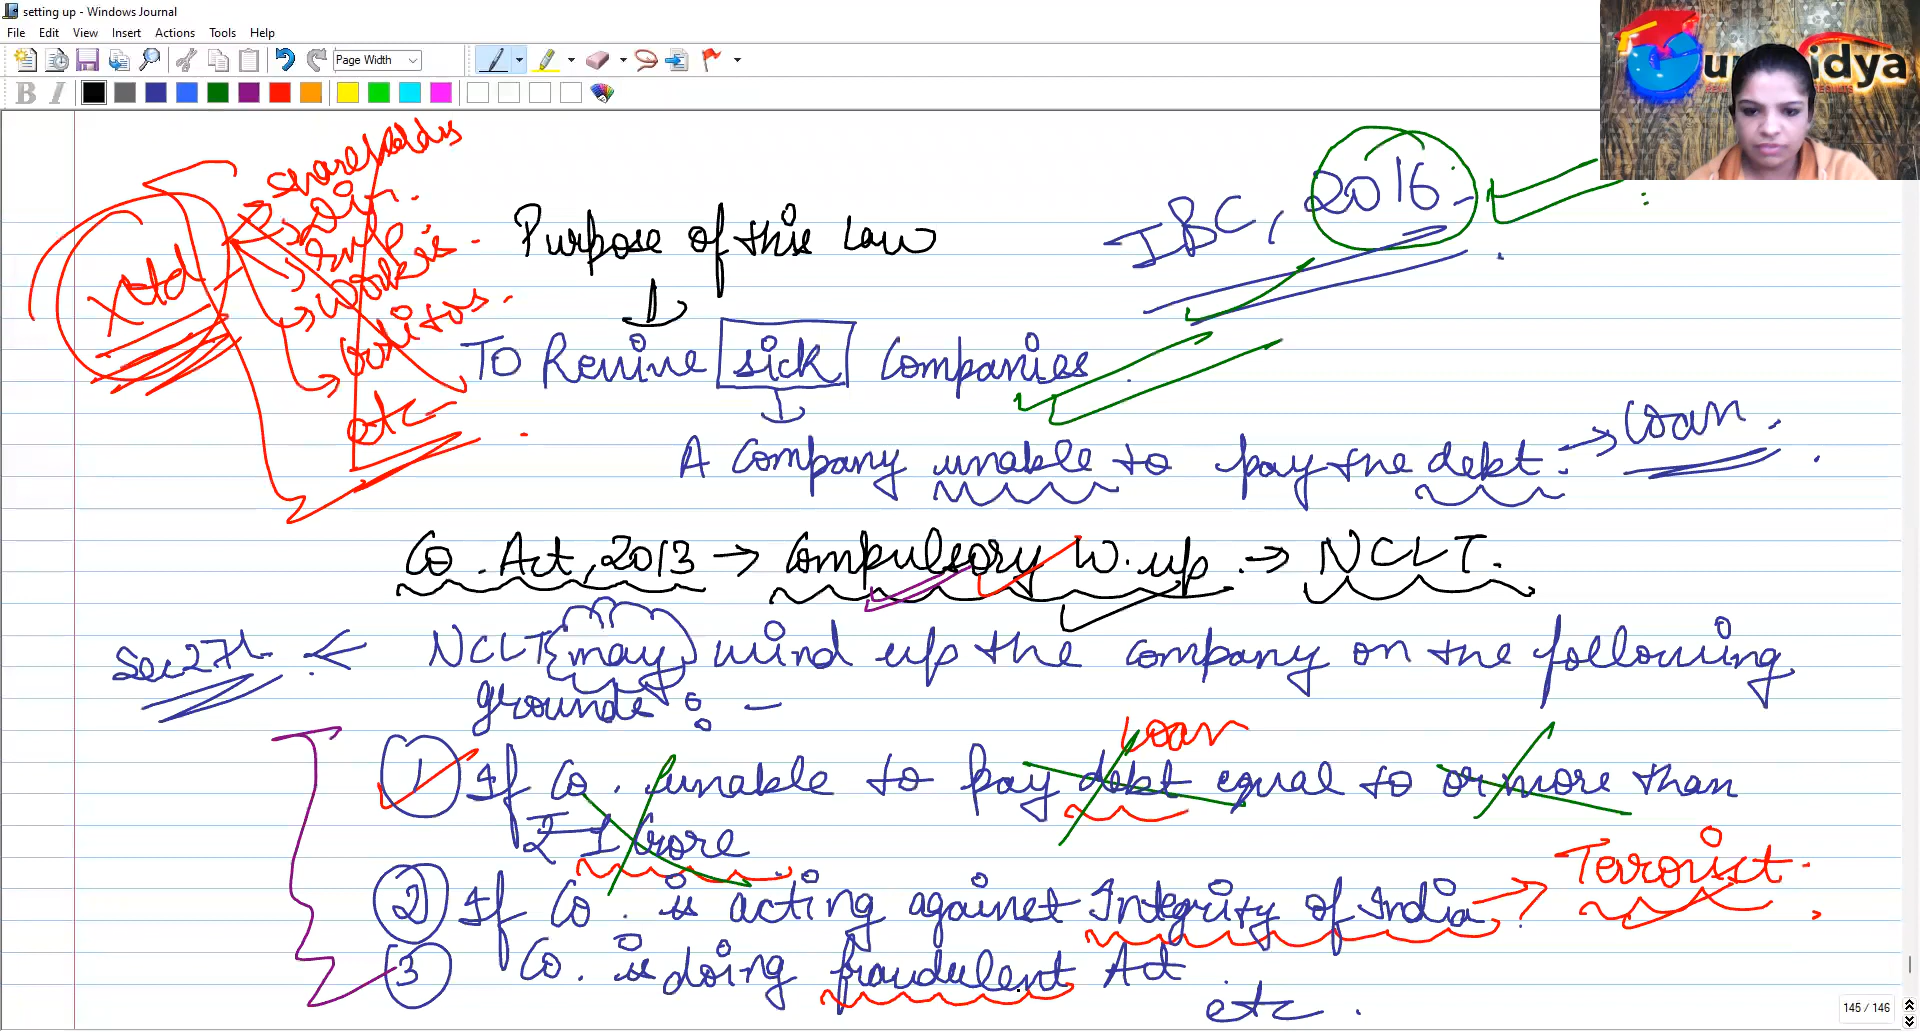 setting up - Windows Journal
File Edit View Insert Actions Tools Help
Page Width
B I
idya
shareholders
Dir.
workers.
etc
xltd
IBC, 2016
Purpose of this Law
To Revive sick Companies
A Company unable to pay the debt. → Loan.
Co. Act, 2013 → Compulsory W. up. → NCLT.
Sec 271 ← NCLT {may} wind up the company on the following
grounds : -
Loan
1 If Co. unable to pay debt equal to or more than
1 Crore
2 If Co. is acting against Integrity of India → Terrorist.
3 Co. is doing fraudulent Act
etc.
145 / 146